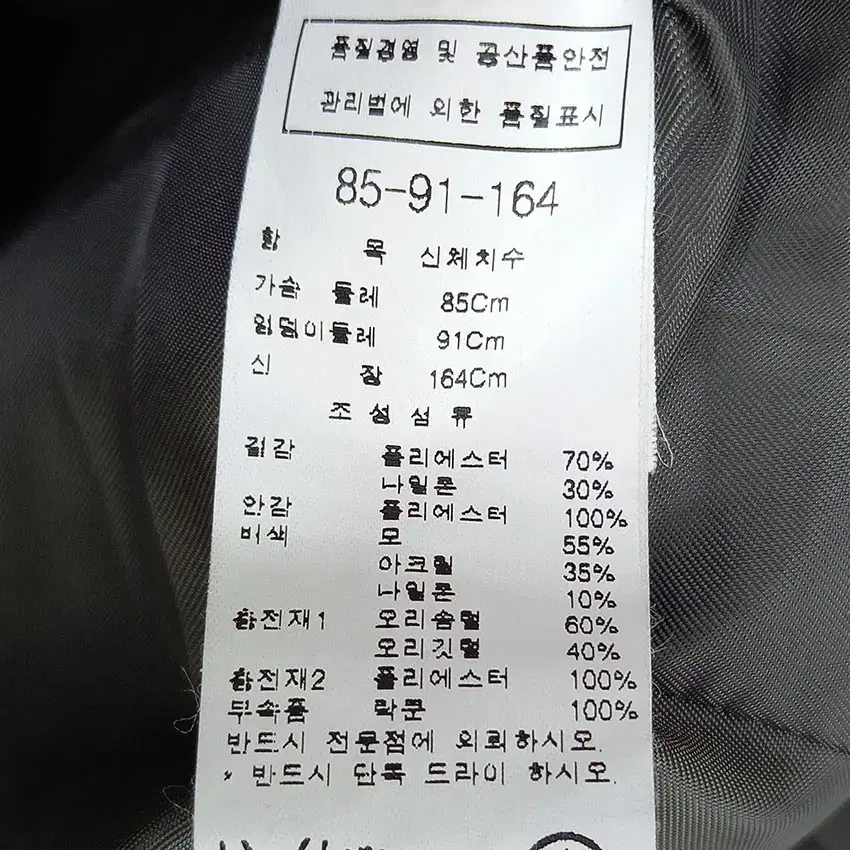 품질경영 및 공산품안전
관리법에 의한 품질표시
85-91-164
항 목 신체치수
가슴 둘레 85Cm
엉덩이둘레 91Cm
신 장 164Cm
조성섬유
겉감 폴리에스터 70%
나일론 30%
안감 폴리에스터 100%
배색 모 55%
아크릴 35%
나일론 10%
충전재1 오리솜털 60%
오리깃털 40%
충전재2 폴리에스터 100%
부속품 락쿤 100%
반드시 전문점에 의뢰하시오.
* 반드시 단독 드라이 하시오.